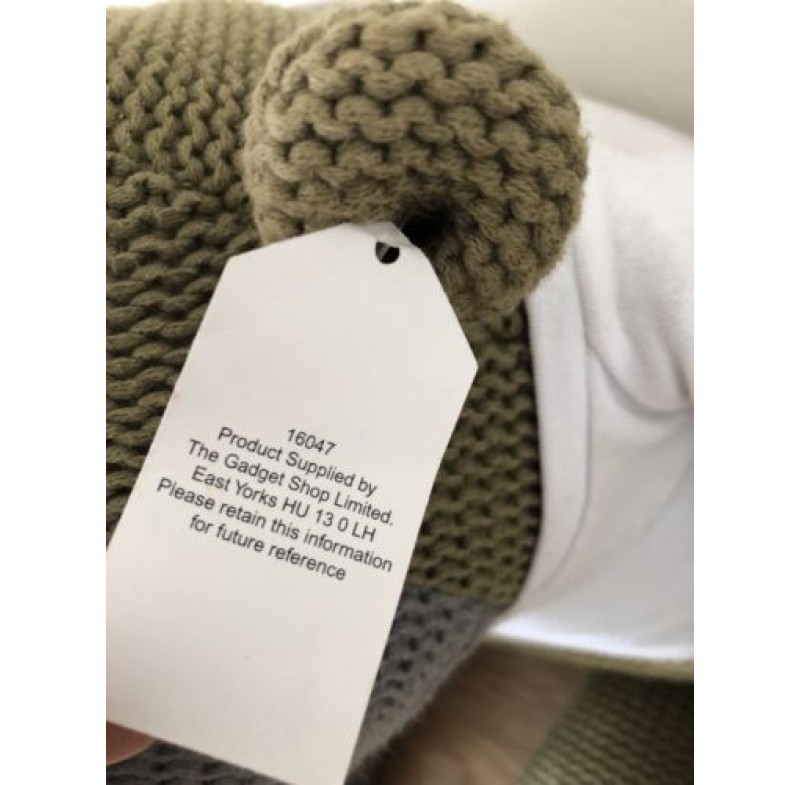 16047
Product Supplied by
The Gadget Shop Limited.
East Yorks HU 13 0 LH
Please retain this information
for future reference